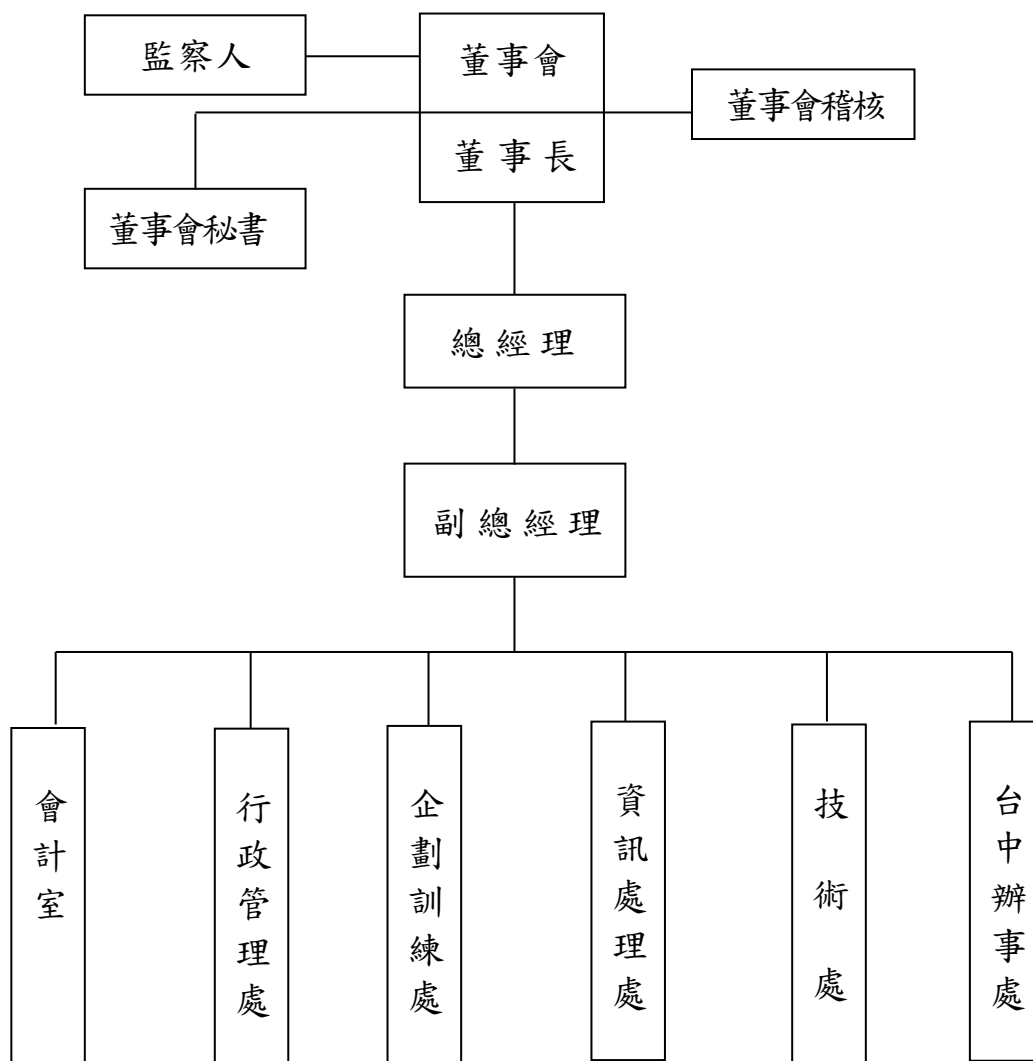 監察人
董事會
董事會稽核
董事長
董事會秘書
總經理
副總經理
會計室
行政管理處
企劃訓練處
資訊處理處
技術處
台中辦事處